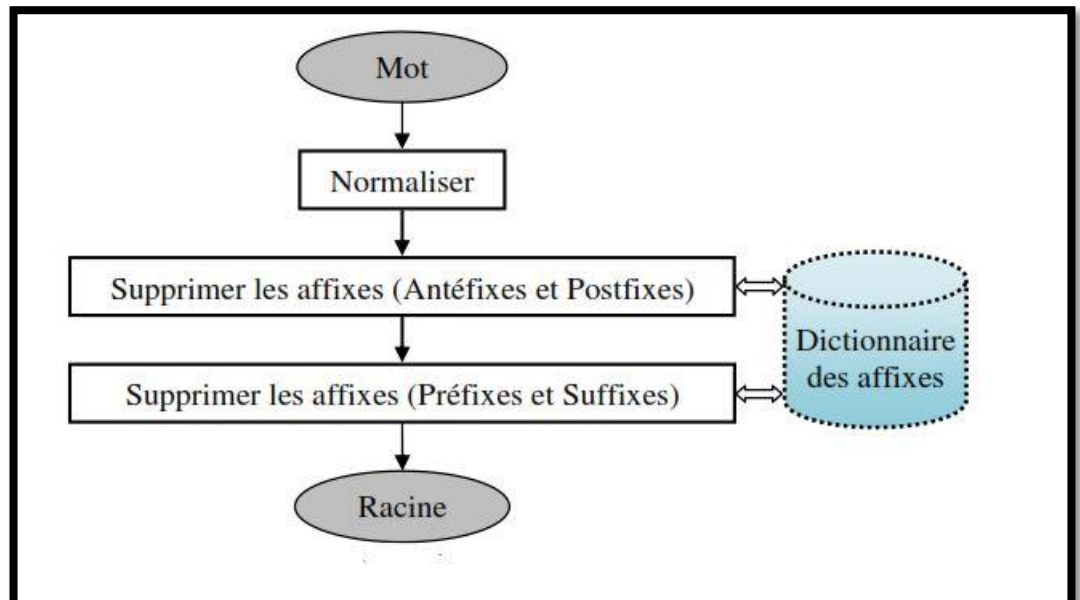 Mot
Normaliser
Supprimer les affixes (Antéfixes et Postfixes)
Dictionnaire
des affixes
Supprimer les affixes (Préfixes et Suffixes)
Racine